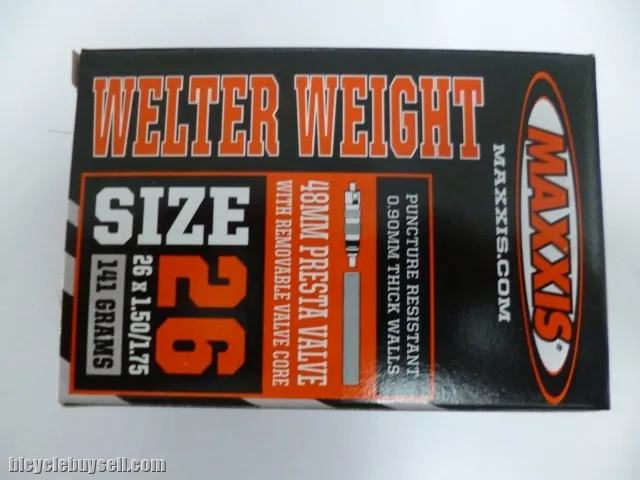 WELTER WEIGHT
SIZE
26
26 x 1.50/1.75
141 GRAMS
48MM PRESTA VALVE
WITH REMOVABLE VALVE CORE
PUNCTURE RESISTANT
0.90MM THICK WALLS
MAXXIS®
MAXXIS.COM
bicyclebuysell.com